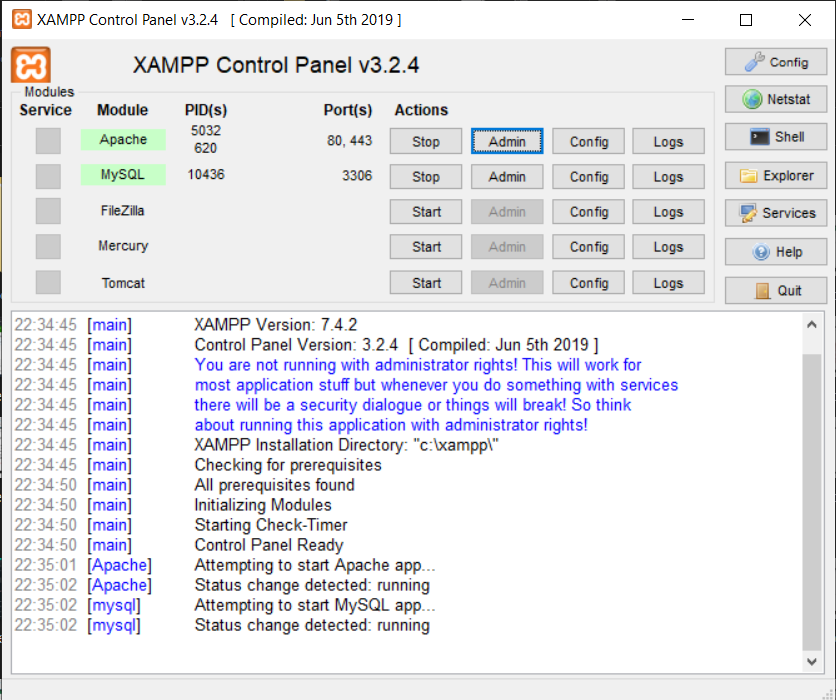 XAMPP Control Panel v3.2.4 [ Compiled: Jun 5th 2019 ]
XAMPP Control Panel v3.2.4
Config
Modules
Service Module PID(s) Port(s) Actions
Netstat
Apache 5032 620 80, 443 Stop Admin Config Logs
Shell
MySQL 10436 3306 Stop Admin Config Logs
Explorer
FileZilla Start Admin Config Logs
Services
Mercury Start Admin Config Logs
Help
Tomcat Start Admin Config Logs
Quit
22:34:45 [main] XAMPP Version: 7.4.2
22:34:45 [main] Control Panel Version: 3.2.4 [ Compiled: Jun 5th 2019 ]
22:34:45 [main] You are not running with administrator rights! This will work for
22:34:45 [main] most application stuff but whenever you do something with services
22:34:45 [main] there will be a security dialogue or things will break! So think
22:34:45 [main] about running this application with administrator rights!
22:34:45 [main] XAMPP Installation Directory: "c:\xampp\"
22:34:45 [main] Checking for prerequisites
22:34:50 [main] All prerequisites found
22:34:50 [main] Initializing Modules
22:34:50 [main] Starting Check-Timer
22:34:50 [main] Control Panel Ready
22:35:01 [Apache] Attempting to start Apache app...
22:35:02 [Apache] Status change detected: running
22:35:02 [mysql] Attempting to start MySQL app...
22:35:02 [mysql] Status change detected: running